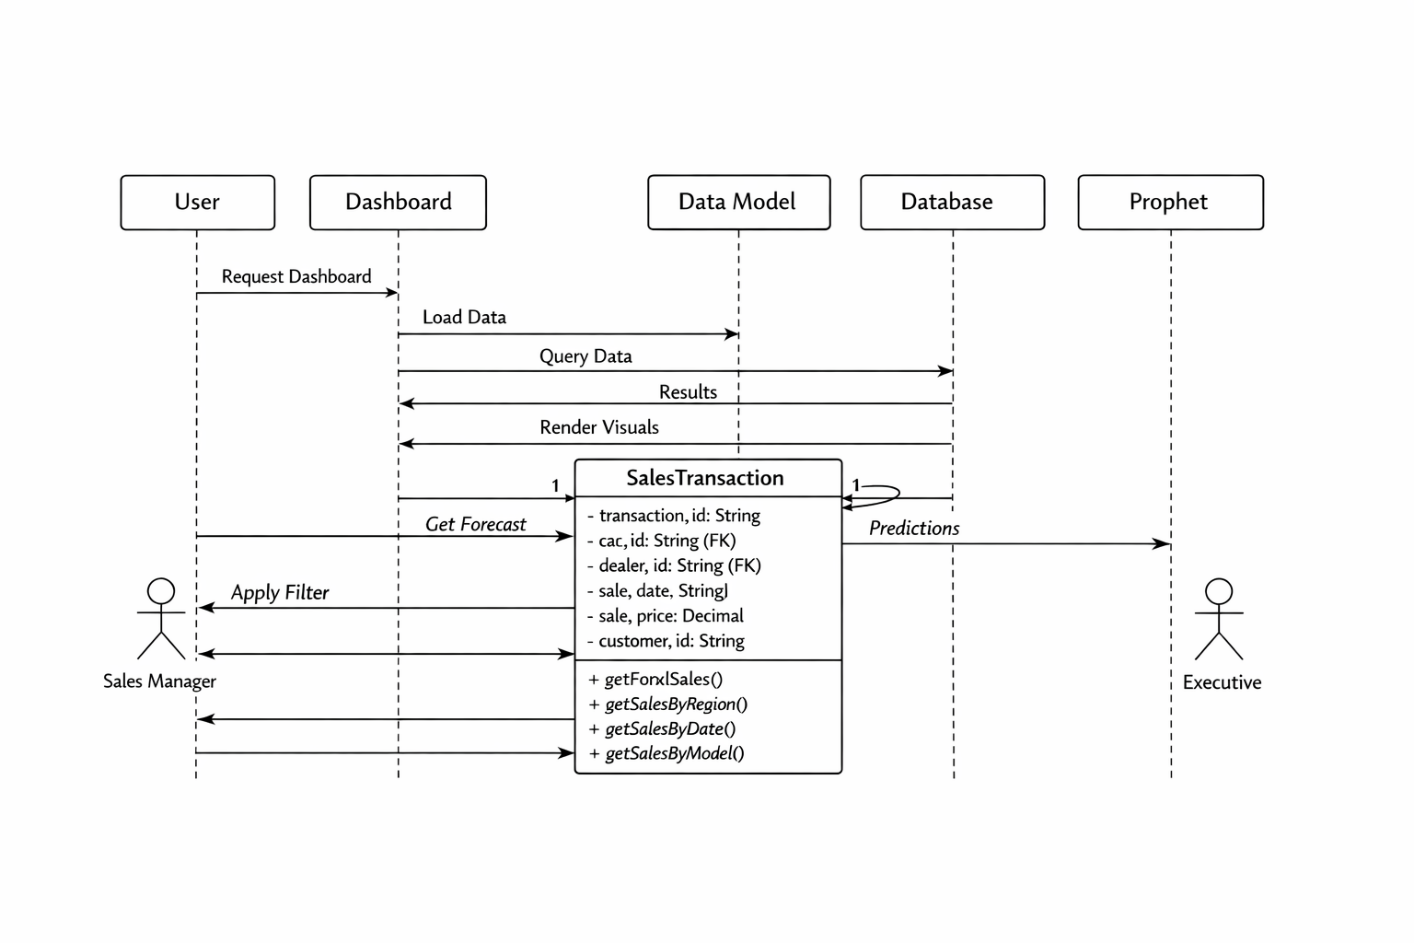 User
Dashboard
Data Model
Database
Prophet
Request Dashboard
Load Data
Query Data
Results
Render Visuals
SalesTransaction
1
1
- transaction, id: String
- cac, id: String (FK)
- dealer, id: String (FK)
- sale, date, String|
- sale, price: Decimal
- customer, id: String
+ getForxlSales()
+ getSalesByRegion()
+ getSalesByDate()
+ getSalesByModel()
Get Forecast
Predictions
Apply Filter
Sales Manager
Executive